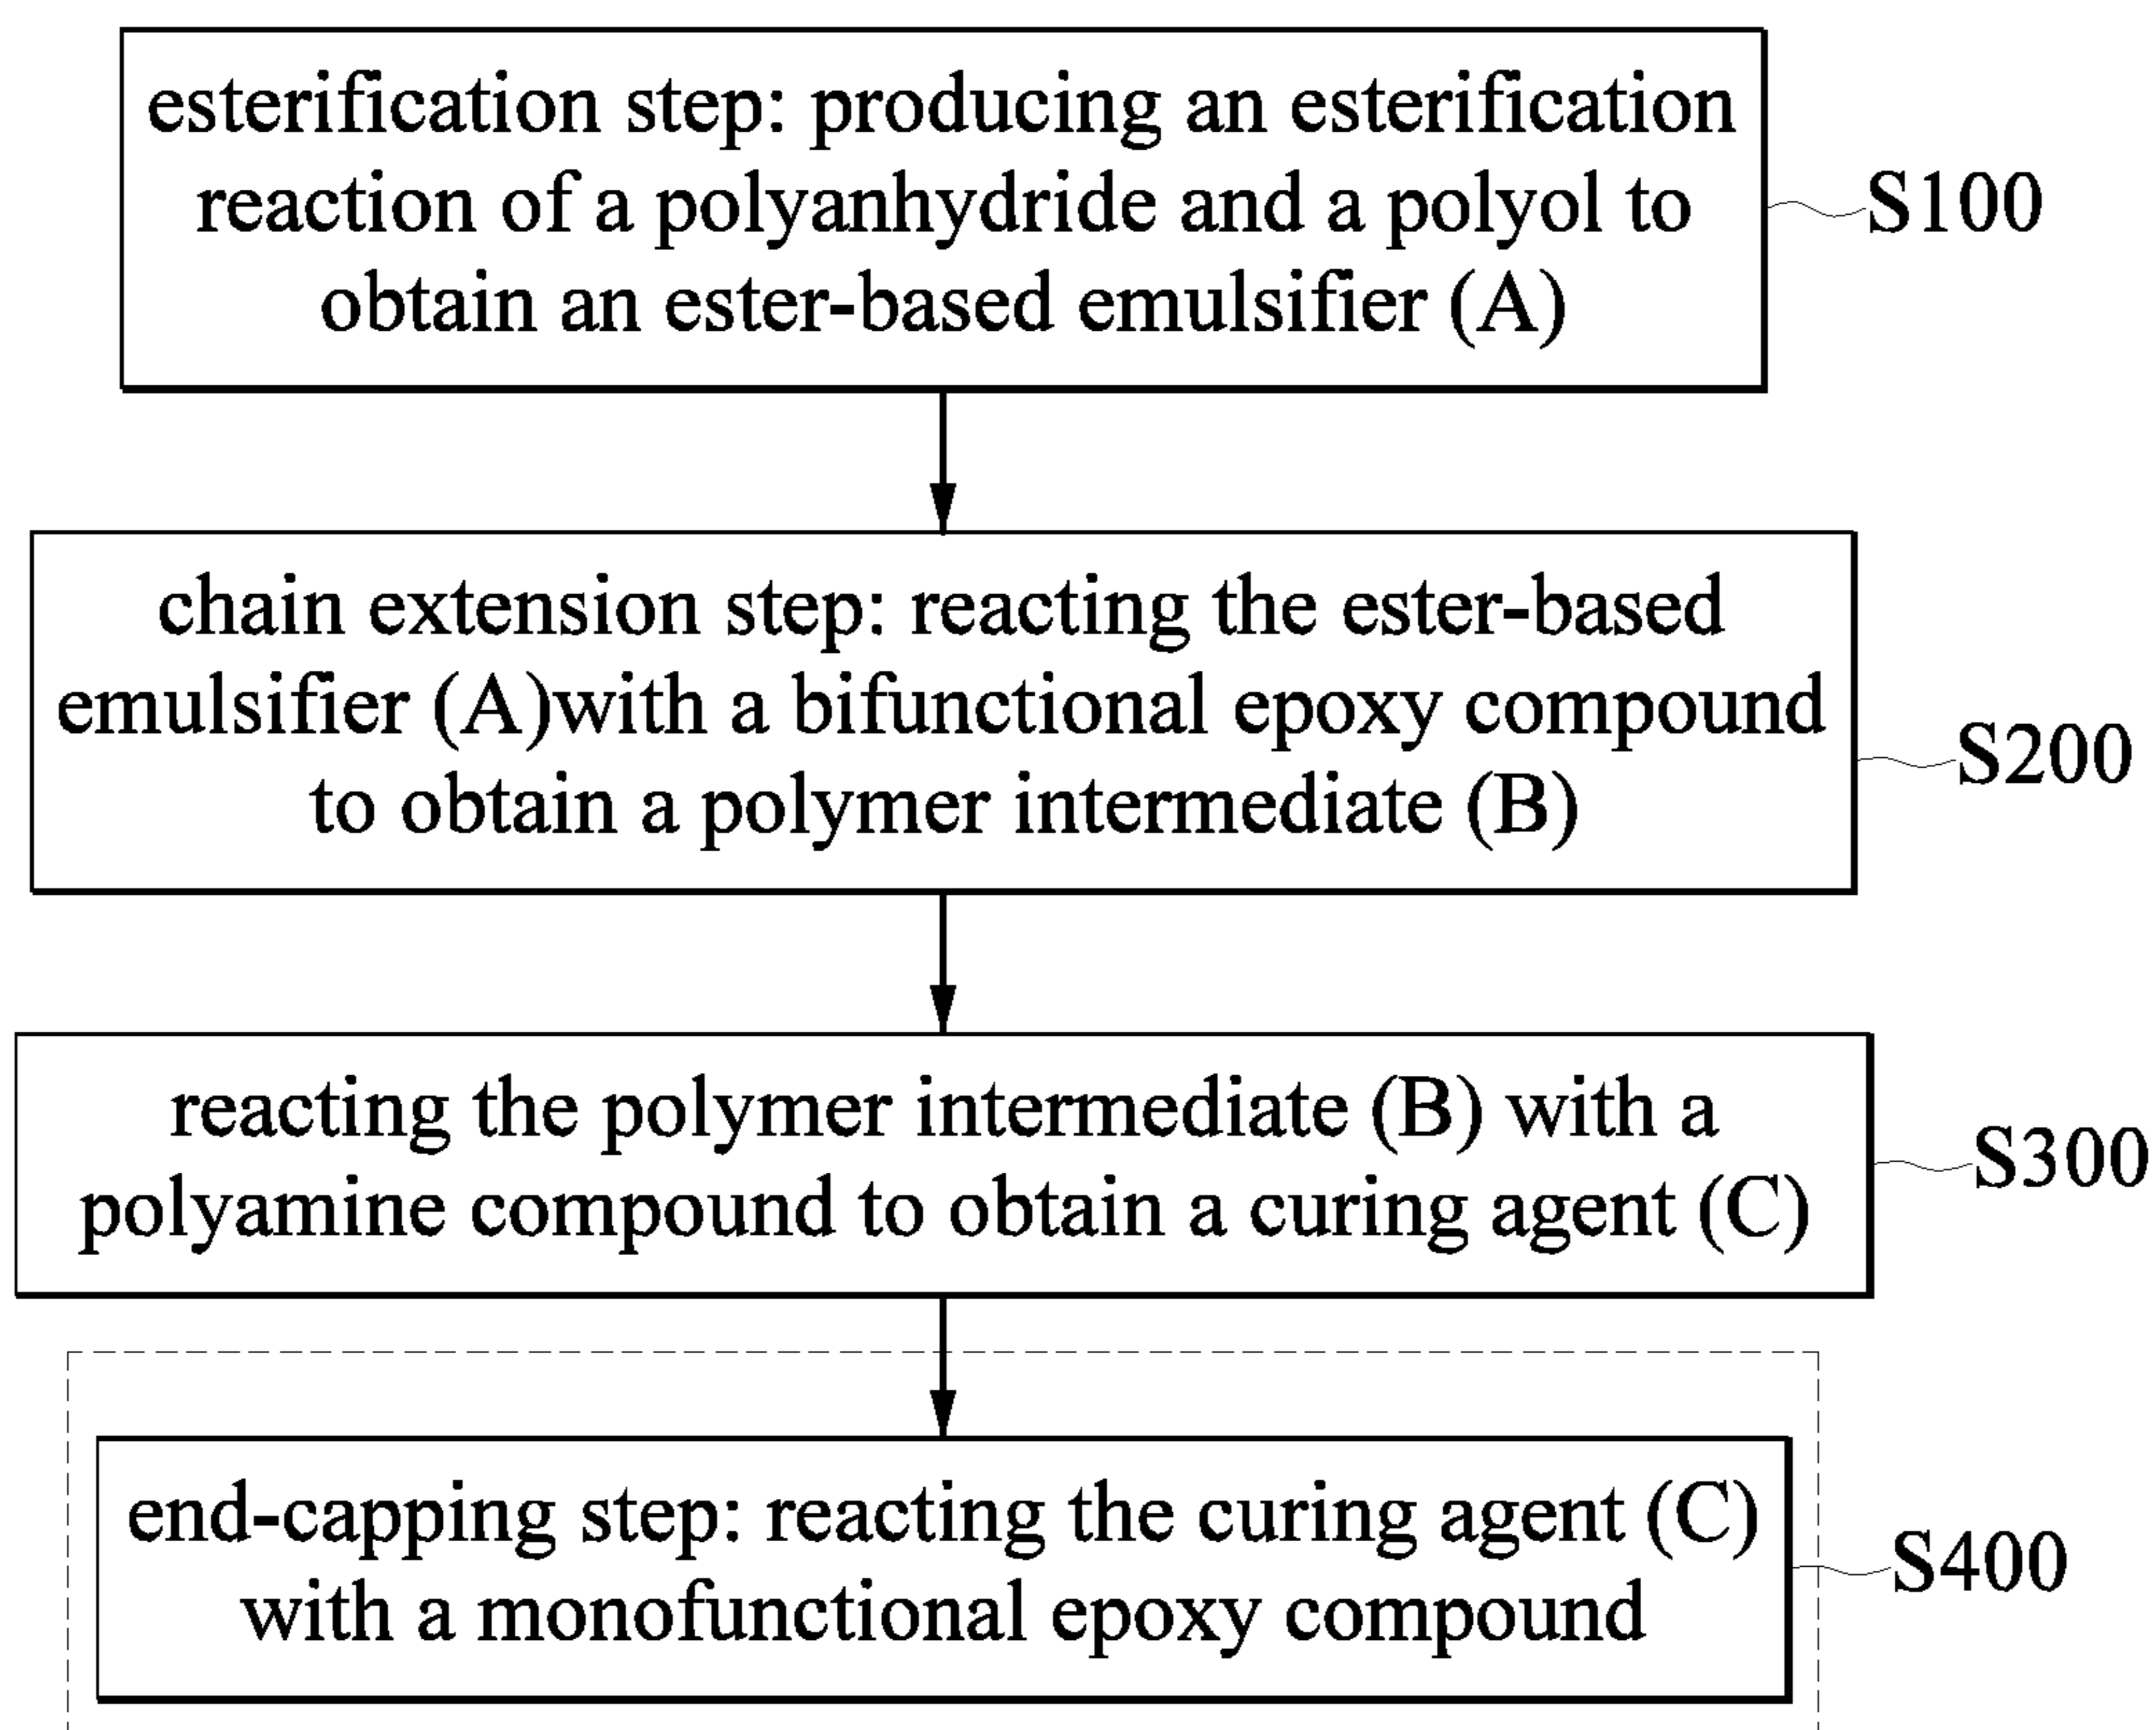 esterification step: producing an esterification
reaction of a polyanhydride and a polyol to
obtain an ester-based emulsifier (A)
S100
chain extension step: reacting the ester-based
emulsifier (A)with a bifunctional epoxy compound
to obtain a polymer intermediate (B)
S200
reacting the polymer intermediate (B) with a
polyamine compound to obtain a curing agent (C)
S300
end-capping step: reacting the curing agent (C)
with a monofunctional epoxy compound
S400